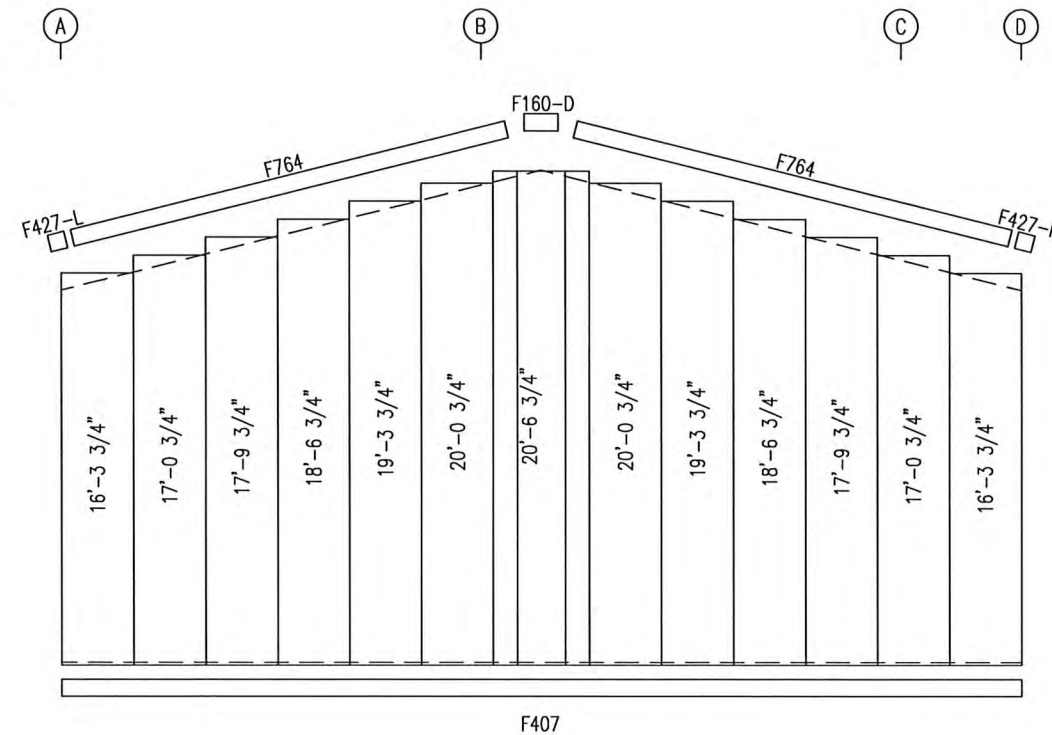 A
B
C
D
F160-D
F764
F764
F427-L
16'-3 3/4"
17'-0 3/4"
17'-9 3/4"
18'-6 3/4"
19'-3 3/4"
20'-0 3/4"
20'-6 3/4"
20'-0 3/4"
19'-3 3/4"
18'-6 3/4"
17'-9 3/4"
17'-0 3/4"
16'-3 3/4"
F407